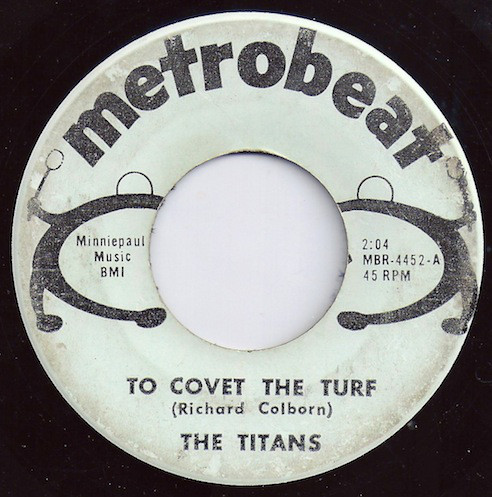 metrobeat
Minniepaul
Music
BMI
2:04
MBR-4452-A
45 RPM
TO COVET THE TURF
(Richard Colborn)
THE TITANS